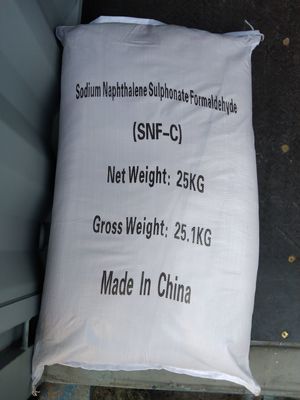 Sodium Naphthalene Sulphonate Formaldehyde
(SNF-C)
Net Weight: 25KG
Gross Weight: 25.1KG
Made In China